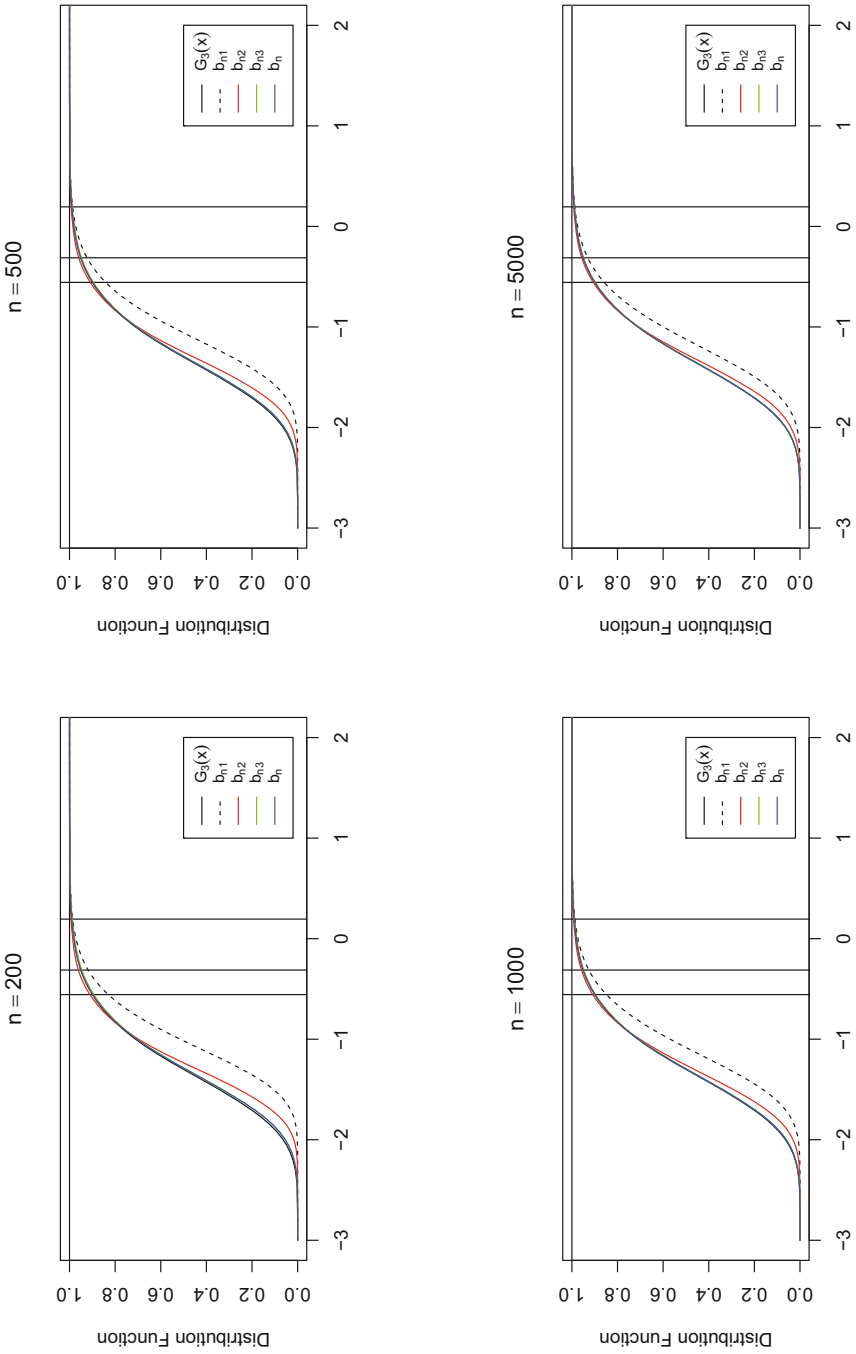 n = 200
Distribution Function
1.0
0.8
0.6
0.4
0.2
0.0
G₃(x)
bₙ₁
bₙ₂
bₙ₃
bₙ
−3 −2 −1 0 1 2
n = 500
Distribution Function
1.0
0.8
0.6
0.4
0.2
0.0
G₃(x)
bₙ₁
bₙ₂
bₙ₃
bₙ
−3 −2 −1 0 1 2
n = 1000
Distribution Function
1.0
0.8
0.6
0.4
0.2
0.0
G₃(x)
bₙ₁
bₙ₂
bₙ₃
bₙ
−3 −2 −1 0 1 2
n = 5000
Distribution Function
1.0
0.8
0.6
0.4
0.2
0.0
G₃(x)
bₙ₁
bₙ₂
bₙ₃
bₙ
−3 −2 −1 0 1 2